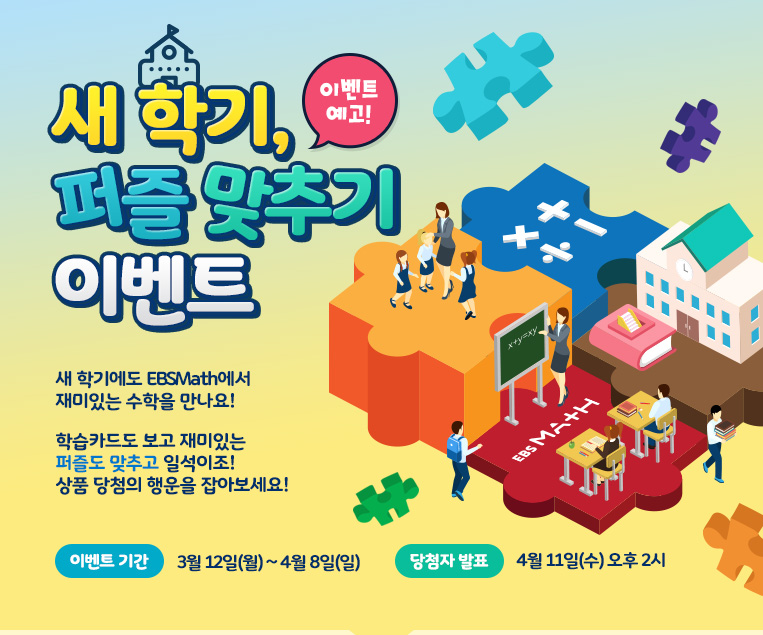 이벤트
예고!
새 학기,
퍼즐 맞추기
이벤트
새 학기에도 EBSMath에서
재미있는 수학을 만나요!
학습카드도 보고 재미있는
퍼즐도 맞추고 일석이조!
상품 당첨의 행운을 잡아보세요!
x+y=xy
EBS MATH
이벤트 기간 3월 12일(월) ~ 4월 8일(일) 당첨자 발표 4월 11일(수) 오후 2시